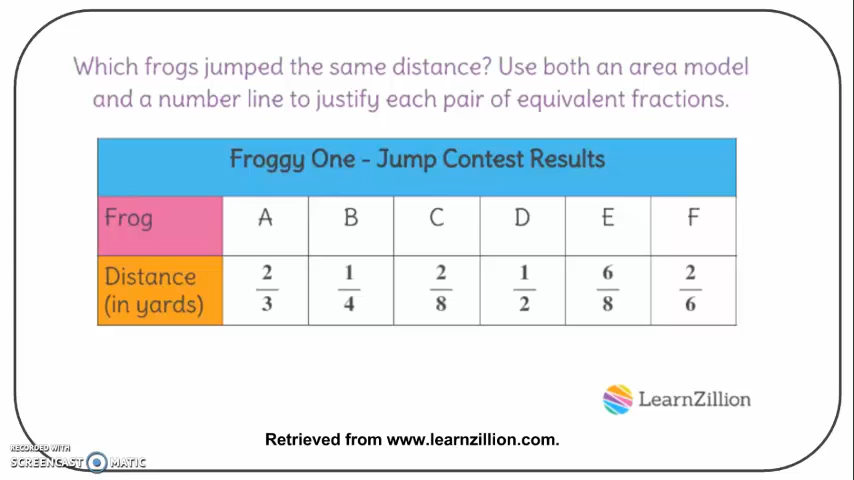 Which frogs jumped the same distance? Use both an area model
and a number line to justify each pair of equivalent fractions.
Froggy One - Jump Contest Results
Frog A B C D E F
Distance (in yards) 2/3 1/4 2/8 1/2 6/8 2/6
LearnZillion
Retrieved from www.learnzillion.com.
RECORDED WITH
SCREENCAST MATIC